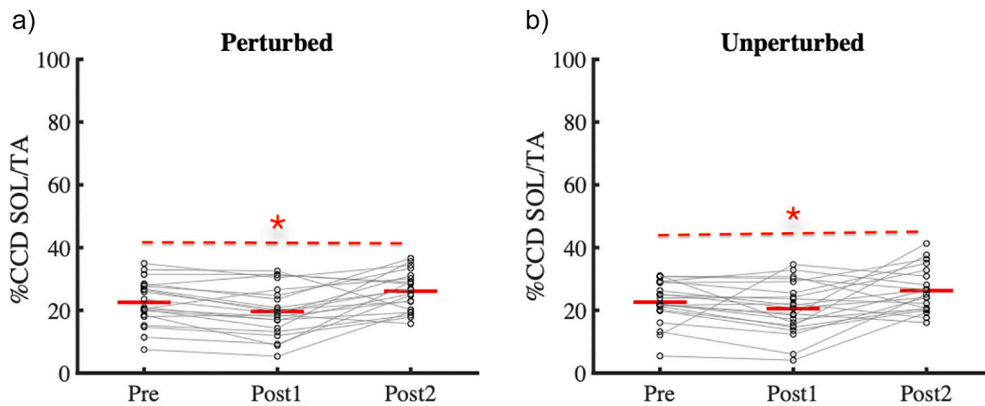 a)
Perturbed
%CCD SOL/TA
100
80
60
40
20
0
*
Pre Post1 Post2
b)
Unperturbed
%CCD SOL/TA
100
80
60
40
20
0
*
Pre Post1 Post2